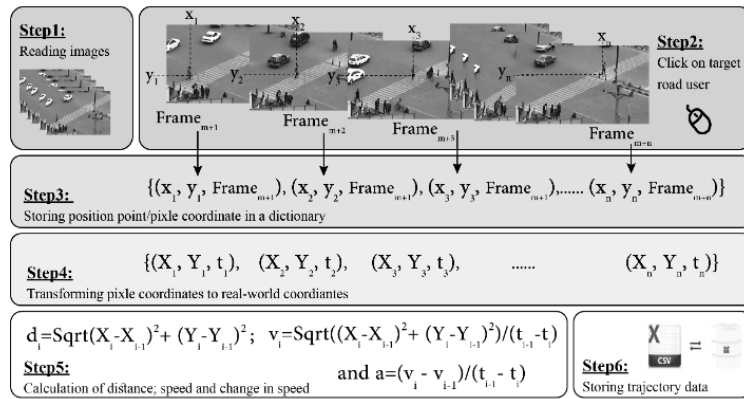 Step1:
Reading images
x1
x2
x3
xn
y1
y2
yn
Frame m+1
Frame m+2
Frame m+3
Frame m+n
Step2:
Click on target
road user
{(x1, y1, Frame m+1), (x2, y2, Frame m+1), (x3, y3, Frame m+1),...... (xn, yn, Frame m+n)}
Step3:
Storing position point/pixle coordinate in a dictionary
{(X1, Y1, t1), (X2, Y2, t2), (X3, Y3, t3), ...... (Xn, Yn, tn)}
Step4:
Transforming pixle coordinates to real-world coordiantes
di=Sqrt(Xi-Xi-1)²+ (Yi-Yi-1)²; vi=Sqrt((Xi-Xi-1)²+ (Yi-Yi-1)²)/(ti-1-ti)
Step5
and a=(vi - vi-1)/(ti-1 - ti)
Calculation of distance; speed and change in speed
X
CSV
Step6:
Storing trajectory data